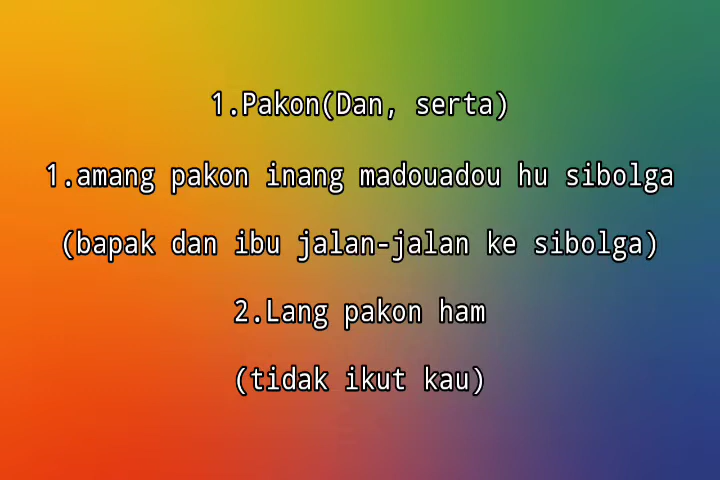 1.Pakon(Dan, serta)
1.amang pakon inang madouadou hu sibolga
(bapak dan ibu jalan-jalan ke sibolga)
2.Lang pakon ham
(tidak ikut kau)